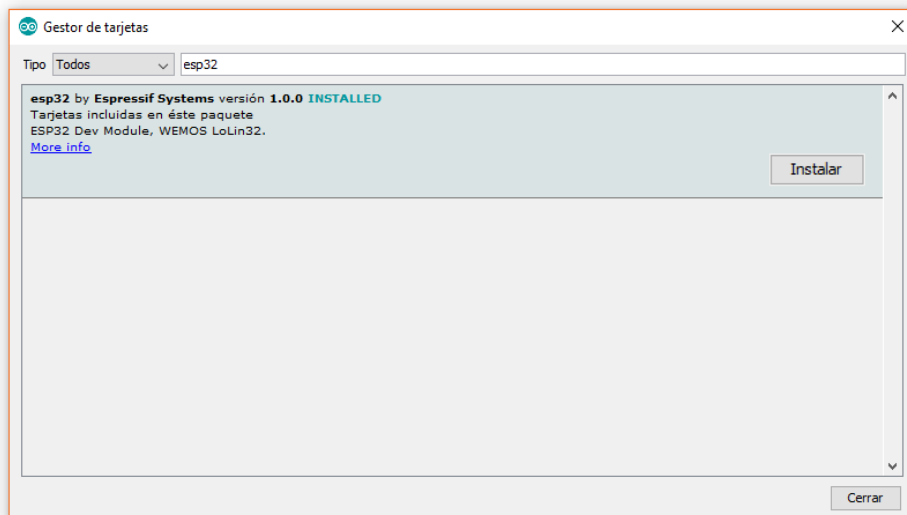 Gestor de tarjetas
Tipo Todos esp32
esp32 by Espressif Systems versión 1.0.0 INSTALLED
Tarjetas incluidas en éste paquete
ESP32 Dev Module, WEMOS LoLin32.
More info
Instalar
Cerrar